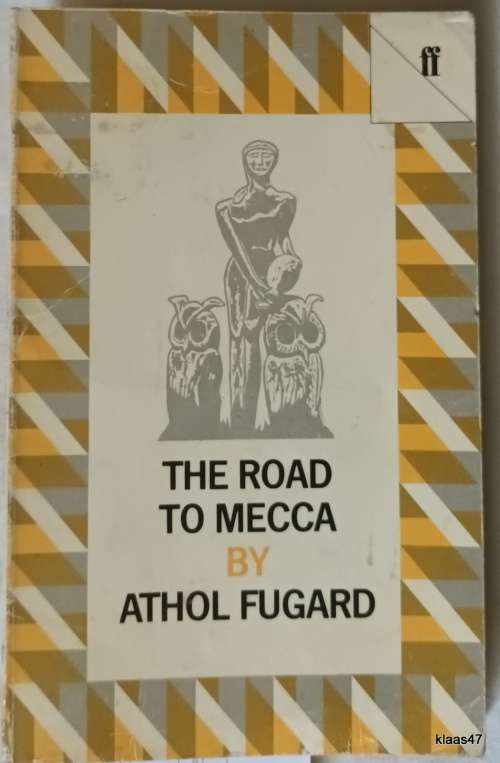 ff
THE ROAD
TO MECCA
BY
ATHOL FUGARD
klaas47